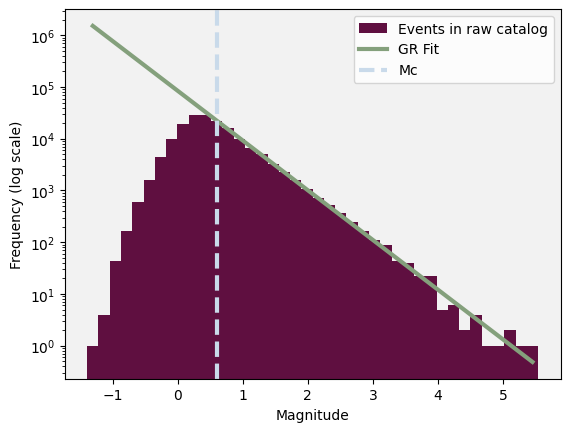 Events in raw catalog
GR Fit
Mc
Frequency (log scale)
10⁶
10⁵
10⁴
10³
10²
10¹
10⁰
−1 0 1 2 3 4 5
Magnitude